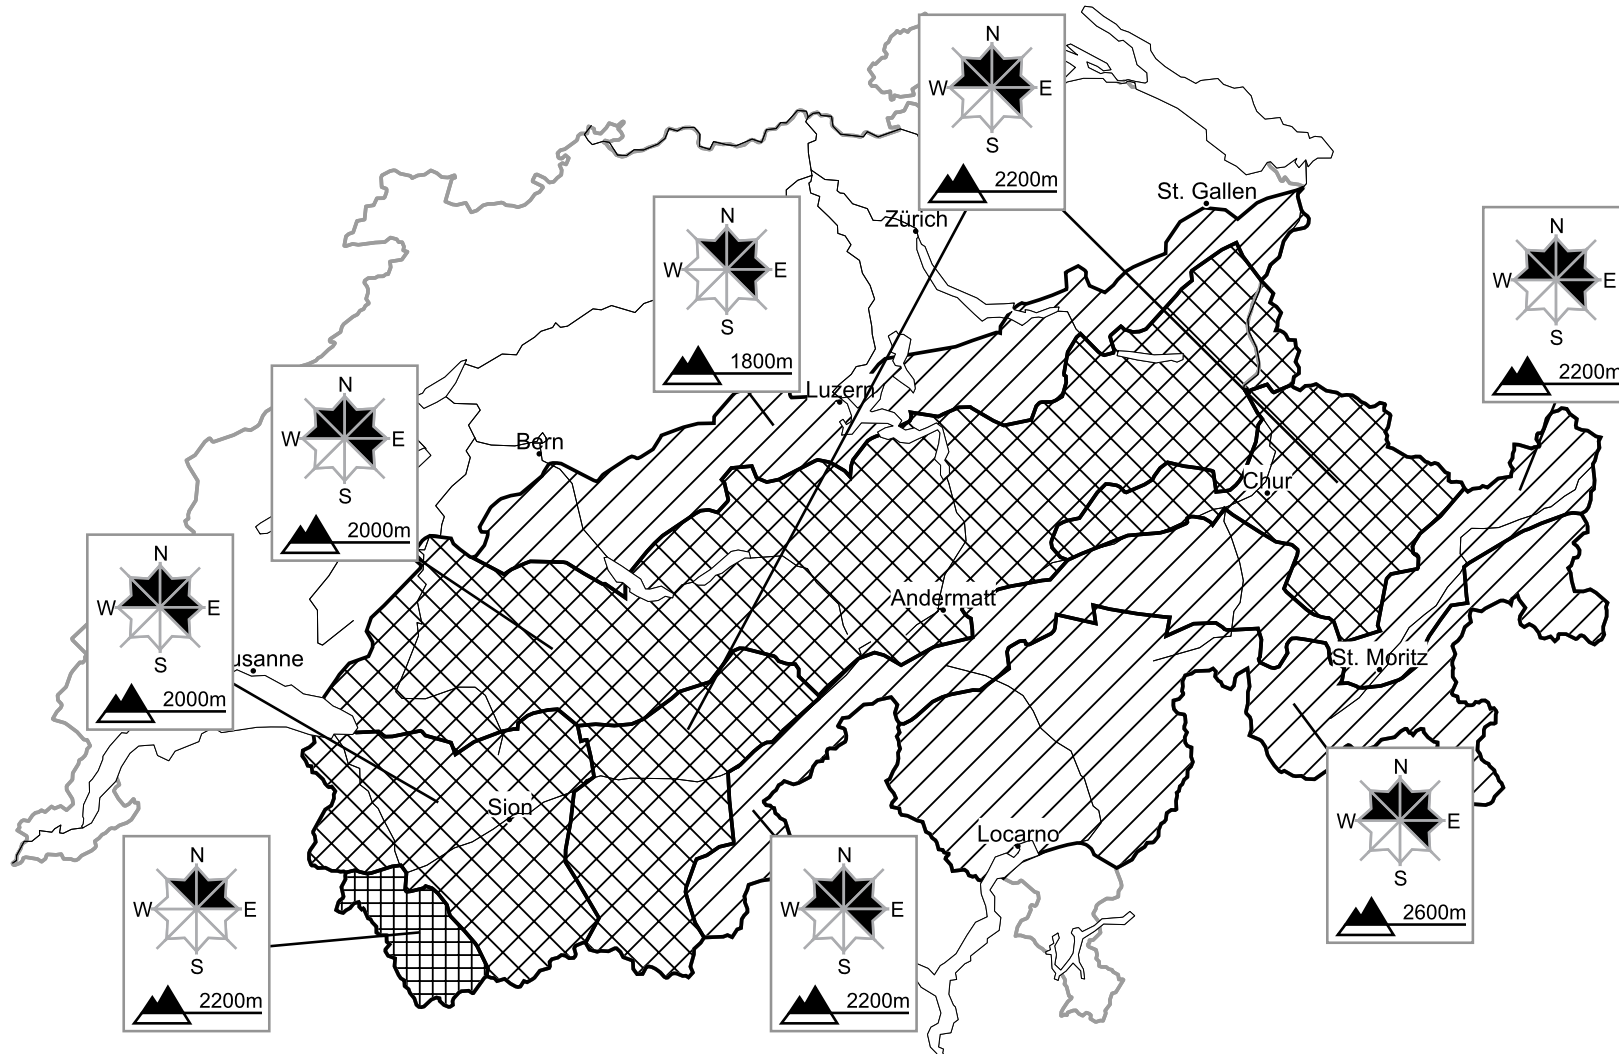 N
W E
S
2200m
St. Gallen
Zürich
N
W E
S
1800m
N
W E
S
2200m
Luzern
N
W E
S
2000m
Bern
Chur
N
W E
S
2000m
Andermatt
usanne
St. Moritz
Sion
Locarno
N
W E
S
2600m
N
W E
S
2200m
N
W E
S
2200m